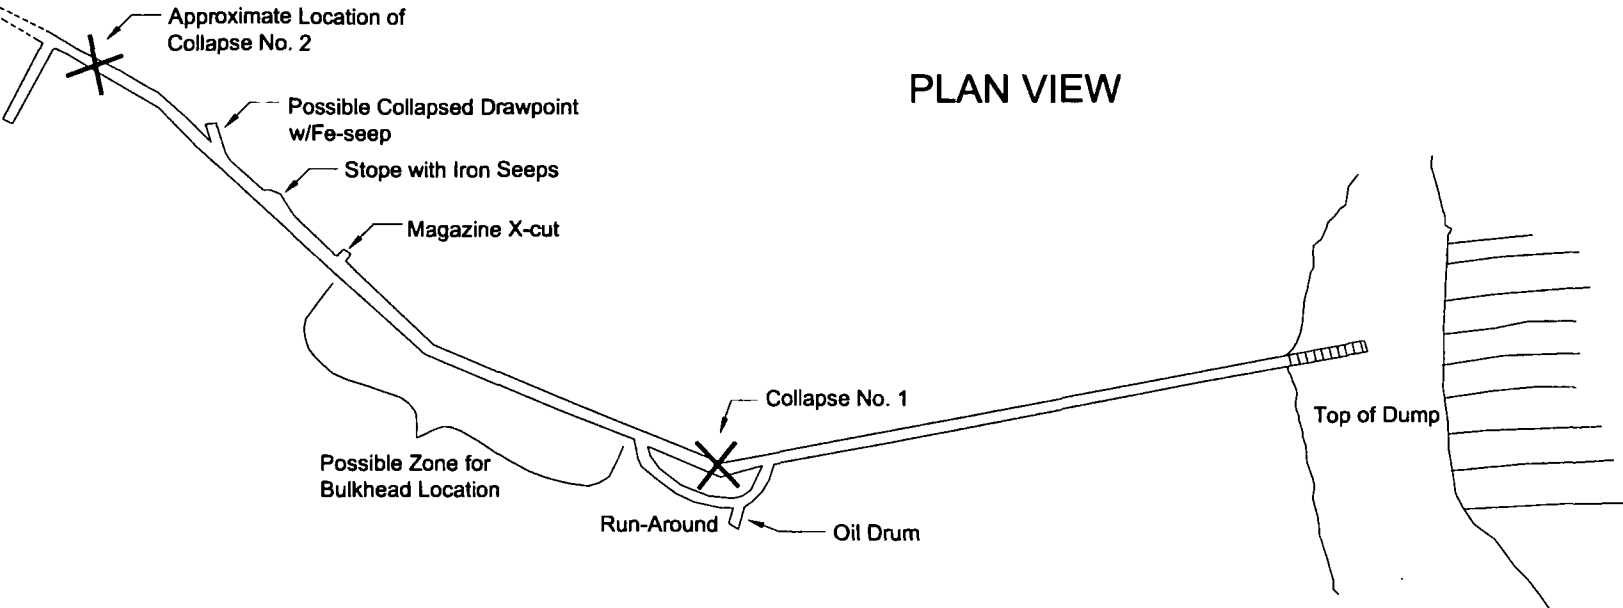 Approximate Location of
Collapse No. 2
PLAN VIEW
Possible Collapsed Drawpoint
w/Fe-seep
Stope with Iron Seeps
Magazine X-cut
Collapse No. 1
Top of Dump
Possible Zone for
Bulkhead Location
Run-Around
Oil Drum